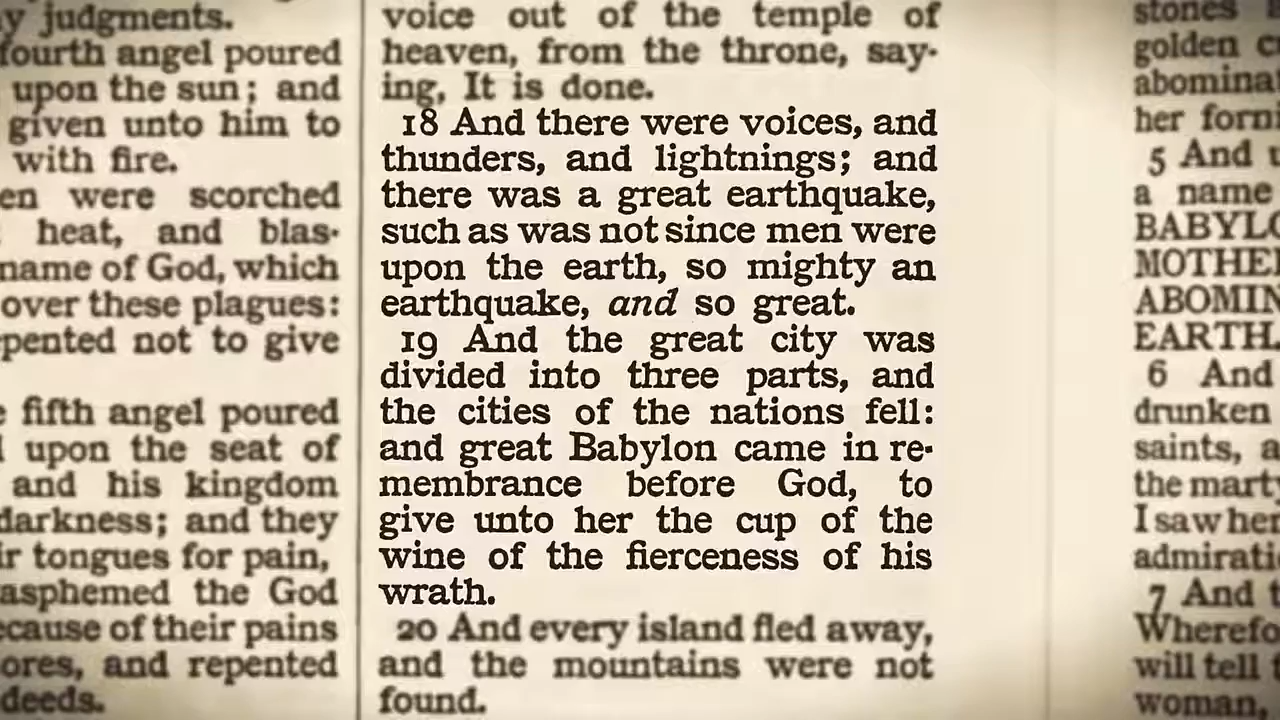 y judgments.
fourth angel poured
upon the sun; and
given unto him to
with fire.
en were scorched
heat, and blas-
name of God, which
over these plagues:
pented not to give
fifth angel poured
upon the seat of
and his kingdom
darkness; and they
ir tongues for pain,
asphemed the God
ecause of their pains
ores, and repented
deeds.
voice out of the temple of
heaven, from the throne, say-
ing, It is done.
18 And there were voices, and
thunders, and lightnings; and
there was a great earthquake,
such as was not since men were
upon the earth, so mighty an
earthquake, and so great.
19 And the great city was
divided into three parts, and
the cities of the nations fell:
and great Babylon came in re-
membrance before God, to
give unto her the cup of the
wine of the fierceness of his
wrath.
20 And every island fled away,
and the mountains were not
found.
stones
golden c
abomina
her forni
5 And u
a name
BABYLO
MOTHE
ABOMIN
EARTH.
6 And
drunken
saints, a
the marty
I saw her
admirati
7 And t
Wherefo
will tell t
woman,